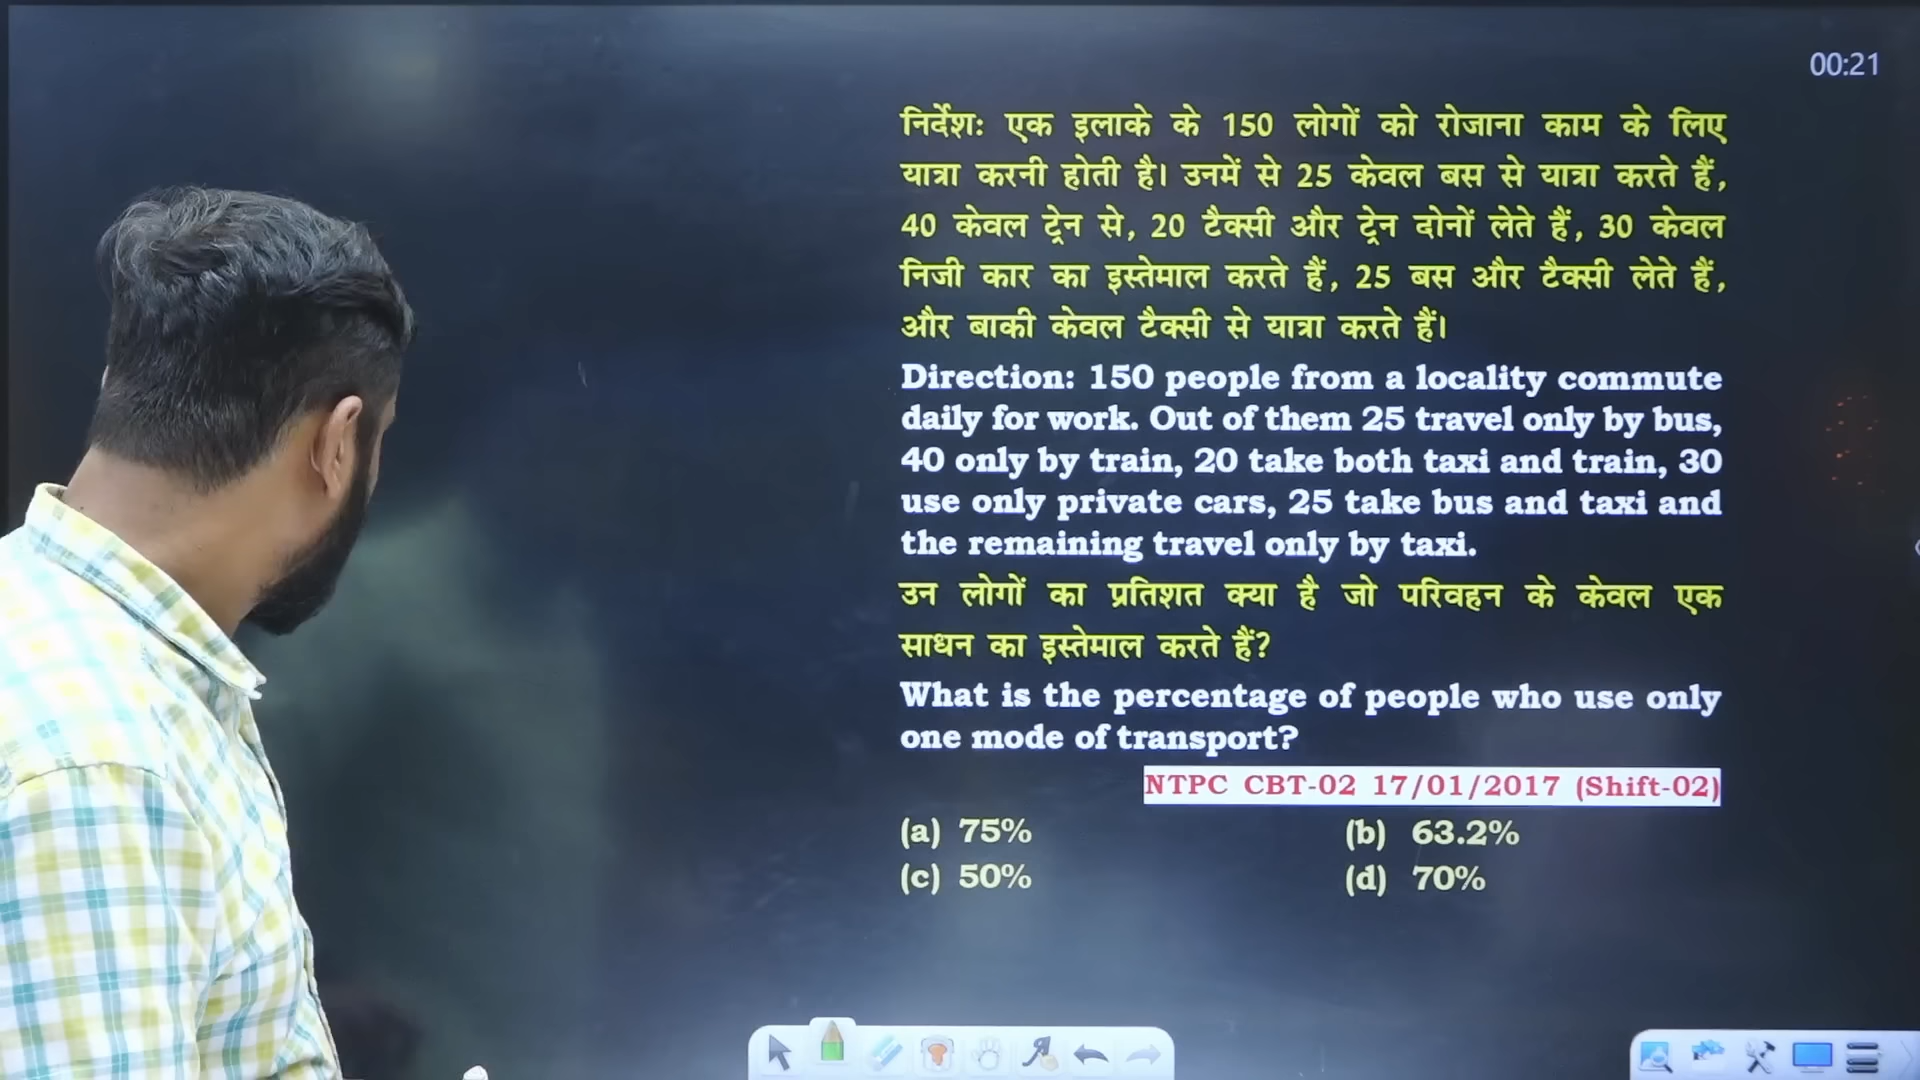 00:21
निर्देश: एक इलाके के 150 लोगों को रोजाना काम के लिए
यात्रा करनी होती है। उनमें से 25 केवल बस से यात्रा करते हैं,
40 केवल ट्रेन से, 20 टैक्सी और ट्रेन दोनों लेते हैं, 30 केवल
निजी कार का इस्तेमाल करते हैं, 25 बस और टैक्सी लेते हैं,
और बाकी केवल टैक्सी से यात्रा करते हैं।
Direction: 150 people from a locality commute
daily for work. Out of them 25 travel only by bus,
40 only by train, 20 take both taxi and train, 30
use only private cars, 25 take bus and taxi and
the remaining travel only by taxi.
उन लोगों का प्रतिशत क्या है जो परिवहन के केवल एक
साधन का इस्तेमाल करते हैं?
What is the percentage of people who use only
one mode of transport?
NTPC CBT-02 17/01/2017 (Shift-02)
(a) 75% (b) 63.2%
(c) 50% (d) 70%